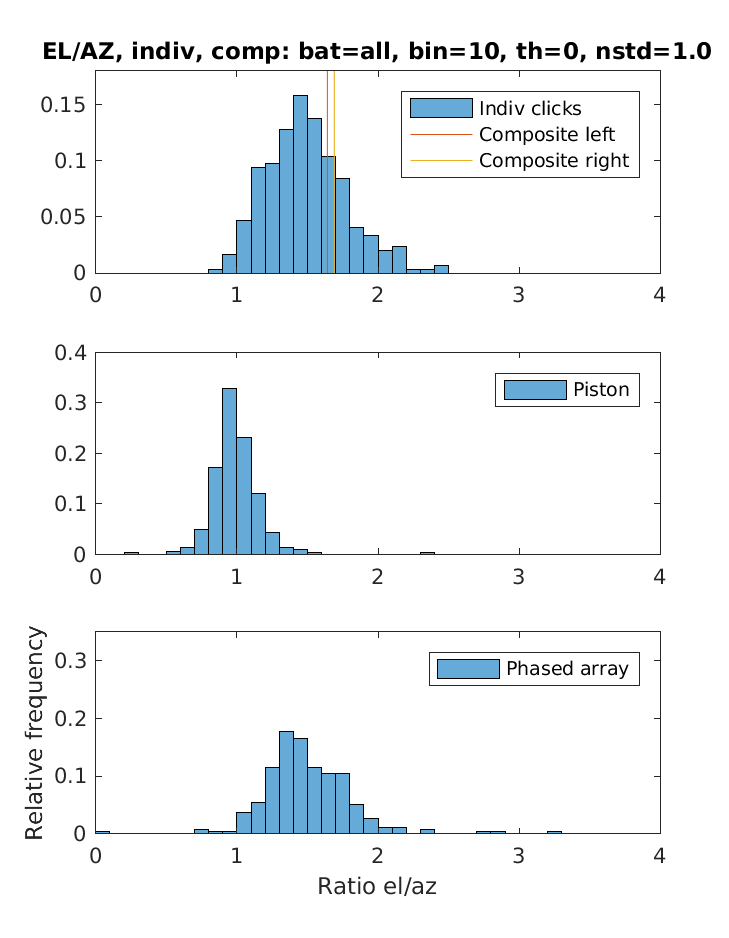 EL/AZ, indiv, comp: bat=all, bin=10, th=0, nstd=1.0
0.15
0.1
0.05
0
Indiv clicks
Composite left
Composite right
0 1 2 3 4
0.4
0.3
0.2
0.1
0
Piston
0 1 2 3 4
Relative frequency
0.3
0.2
0.1
0
Phased array
0 1 2 3 4
Ratio el/az